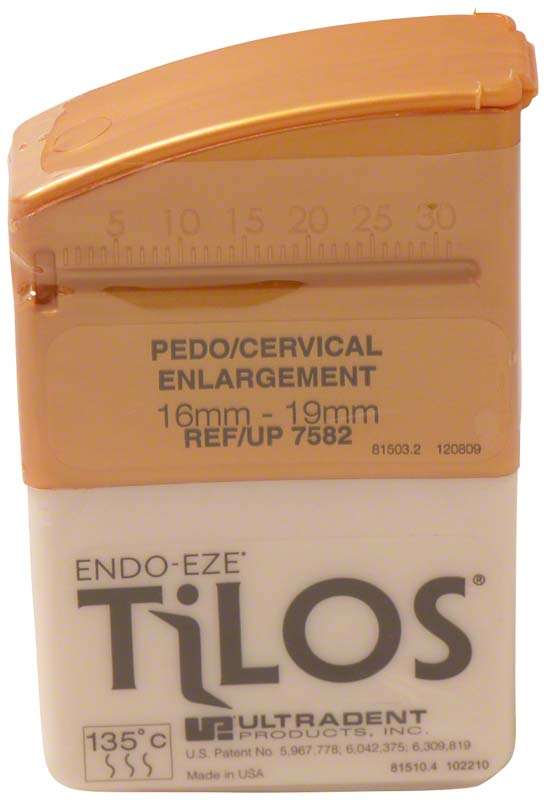 5 10 15 20 25 30
PEDO/CERVICAL
ENLARGEMENT
16mm - 19mm
REF/UP 7582
81503.2 120809
ENDO-EZE®
TiLOS®
UP® ULTRADENT
PRODUCTS, INC.
135°C
U.S. Patent No. 5,967,778; 6,042,375; 6,309,819
Made in USA
81510.4 102210